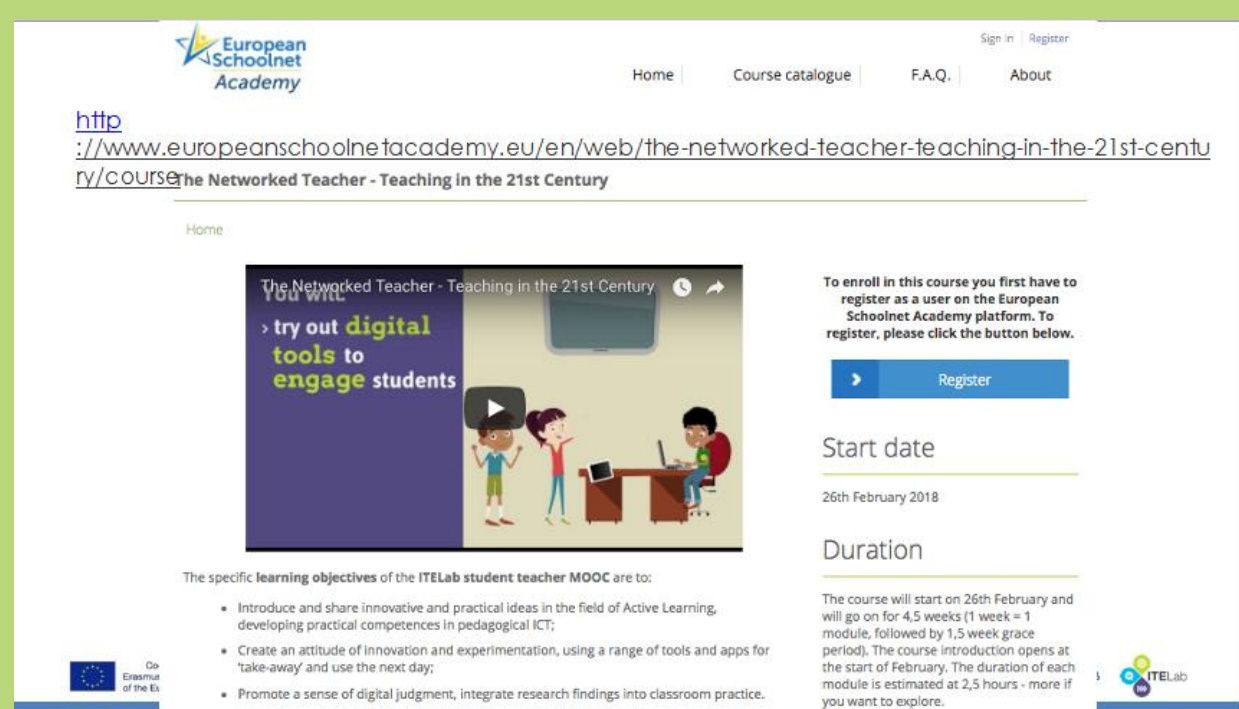 European
Schoolnet
Academy
Sign in Register
Home Course catalogue F.A.Q. About
http
://www.europeanschoolnetacademy.eu/en/web/the-networked-teacher-teaching-in-the-21st-centu
ry/course
The Networked Teacher - Teaching in the 21st Century
Home
The Networked Teacher - Teaching in the 21st Century
You will:
› try out digital
tools to
engage students
To enroll in this course you first have to
register as a user on the European
Schoolnet Academy platform. To
register, please click the button below.
Register
Start date
26th February 2018
Duration
The course will start on 26th February and
will go on for 4,5 weeks (1 week = 1
module, followed by 1,5 week grace
period). The course introduction opens at
the start of February. The duration of each
module is estimated at 2,5 hours - more if
you want to explore.
The specific learning objectives of the ITELab student teacher MOOC are to:
• Introduce and share innovative and practical ideas in the field of Active Learning,
developing practical competences in pedagogical ICT;
• Create an attitude of innovation and experimentation, using a range of tools and apps for
'take-away' and use the next day;
• Promote a sense of digital judgment, integrate research findings into classroom practice.
Co
Erasmu
of the Eu
ITELab